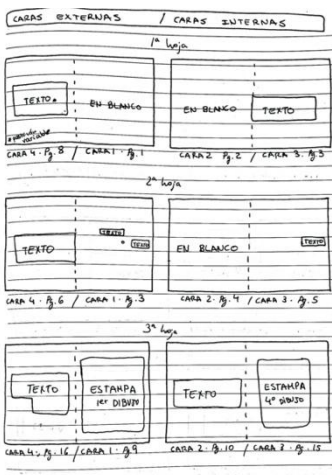 CARAS EXTERNAS / CARAS INTERNAS
1ª hoja
TEXTO EN BLANCO EN BLANCO TEXTO
variable
CARA 4 - Pg. 8 / CARA 1 - Pg. 1 CARA 2 Pg. 2 / CARA 3. Pg. 3
2ª hoja
TEXTO
TEXTO TEXTO EN BLANCO TEXTO
CARA 4 - Pg. 6 / CARA 1 - Pg. 3 CARA 2 - Pg. 4 / CARA 3 - Pg. 5
3ª hoja
TEXTO ESTAMPA TEXTO ESTAMPA
1er DIBUJO 4º DIBUJO
CARA 4 - Pg. 16 / CARA 1 - Pg 9 CARA 2 - Pg. 10 / CARA 3 - Pg. 15